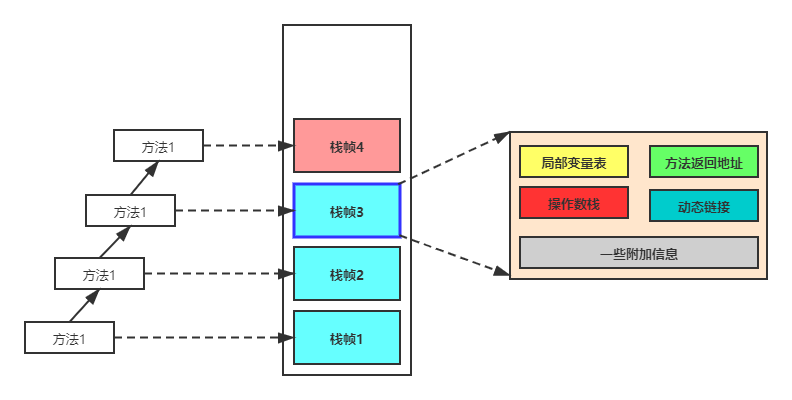 方法1
栈帧4
方法1
栈帧3
方法1
栈帧2
方法1
栈帧1
局部变量表
方法返回地址
操作数栈
动态链接
一些附加信息